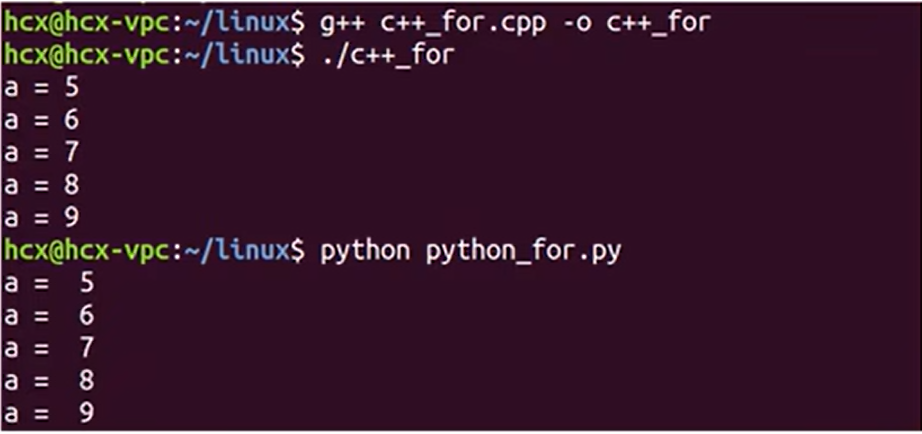 hcx@hcx-vpc:~/linux$ g++ c++_for.cpp -o c++_for
hcx@hcx-vpc:~/linux$ ./c++_for
a = 5
a = 6
a = 7
a = 8
a = 9
hcx@hcx-vpc:~/linux$ python python_for.py
a =  5
a =  6
a =  7
a =  8
a =  9